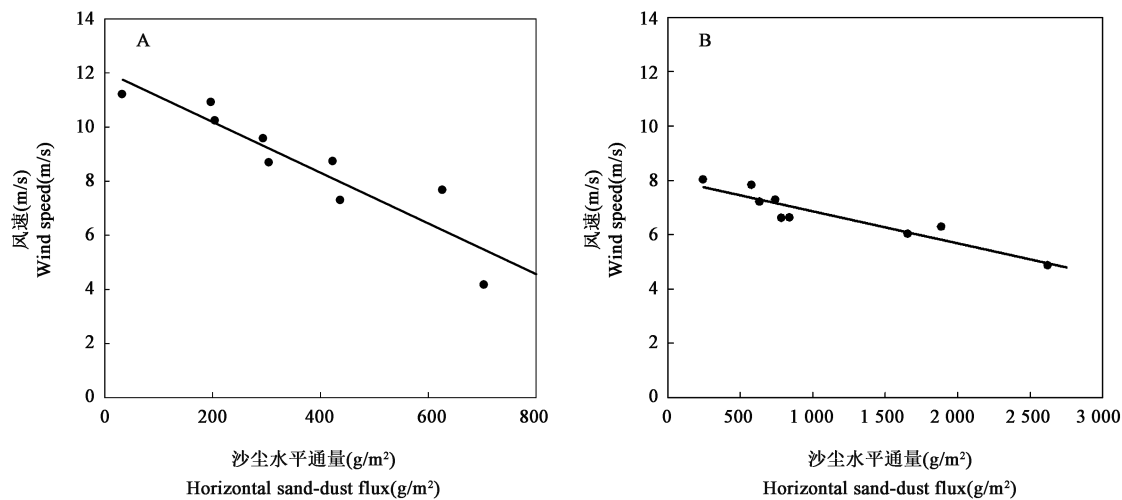 A
14
12
10
8
6
4
2
0
风速(m/s)
Wind speed(m/s)
0 200 400 600 800
沙尘水平通量(g/m²)
Horizontal sand-dust flux(g/m²)
B
14
12
10
8
6
4
2
0
风速(m/s)
Wind speed(m/s)
0 500 1 000 1 500 2 000 2 500 3 000
沙尘水平通量(g/m²)
Horizontal sand-dust flux(g/m²)